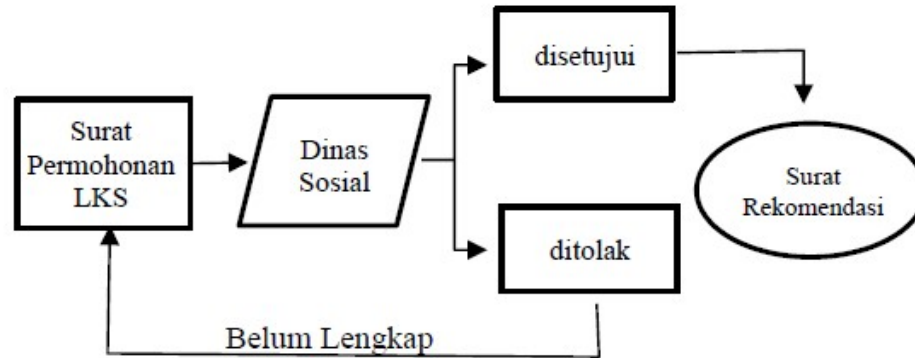 Surat
Permohonan
LKS
Dinas
Sosial
disetujui
ditolak
Surat
Rekomendasi
Belum Lengkap